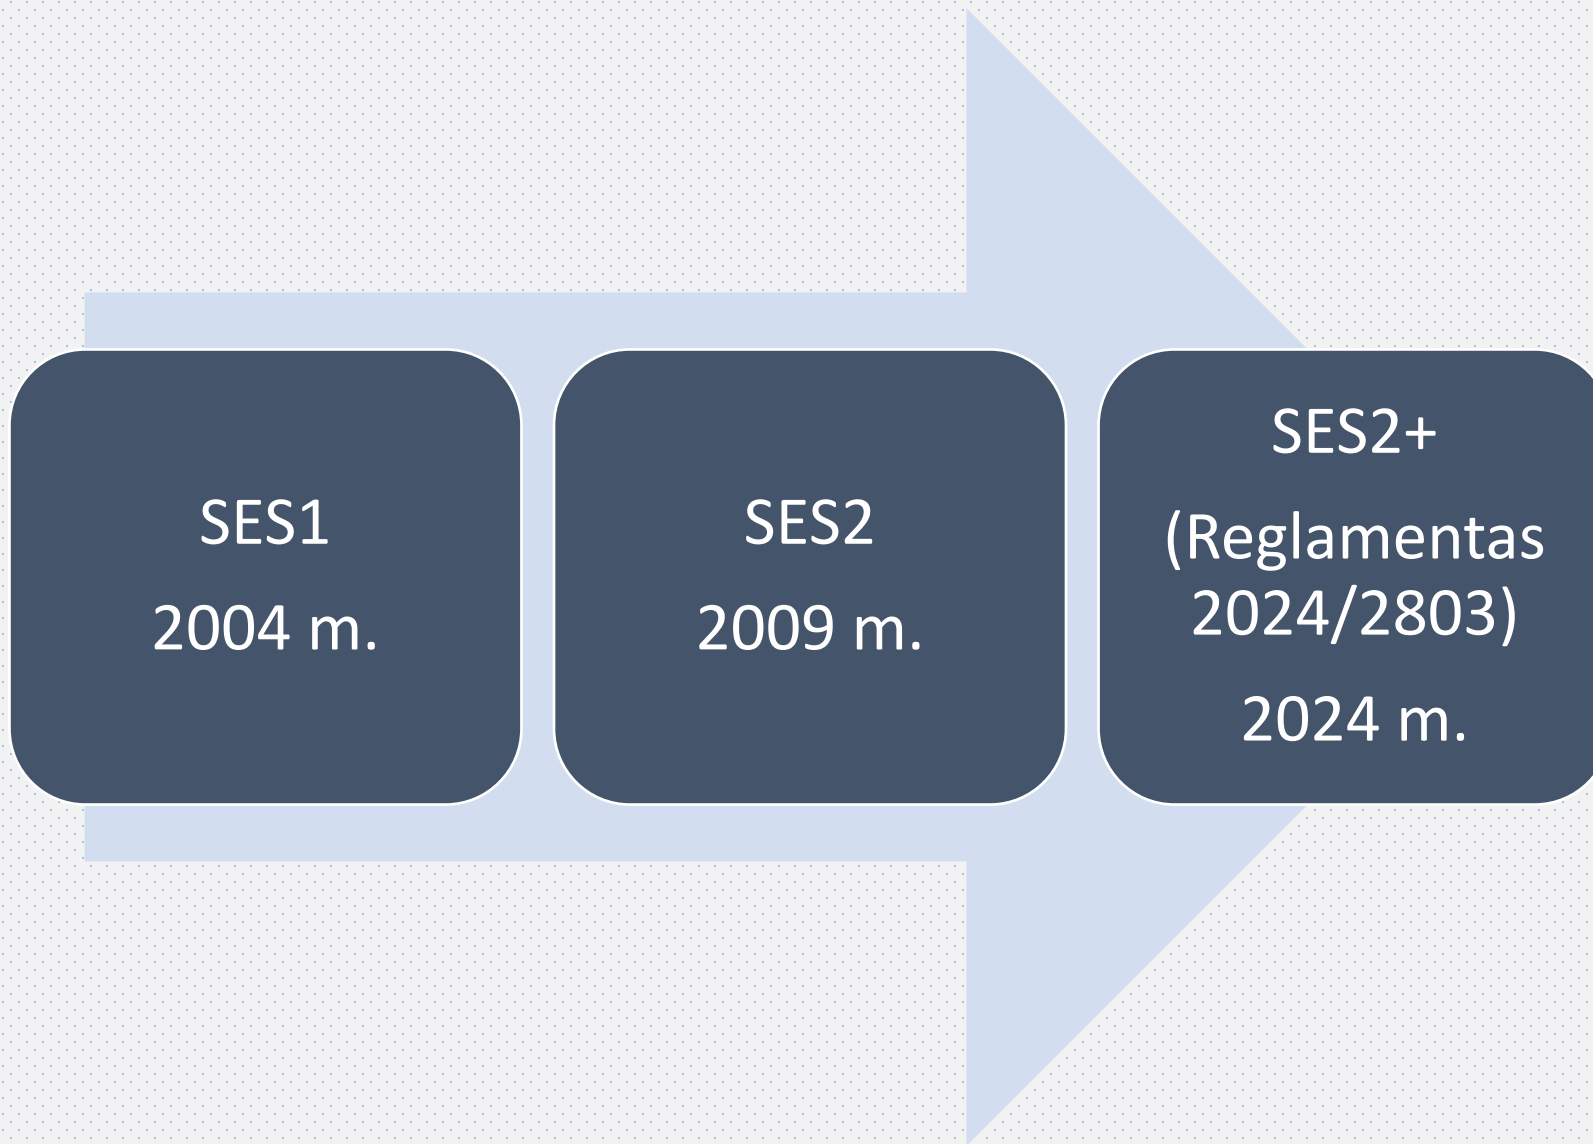 SES1
2004 m.
SES2
2009 m.
SES2+
(Reglamentas
2024/2803)
2024 m.